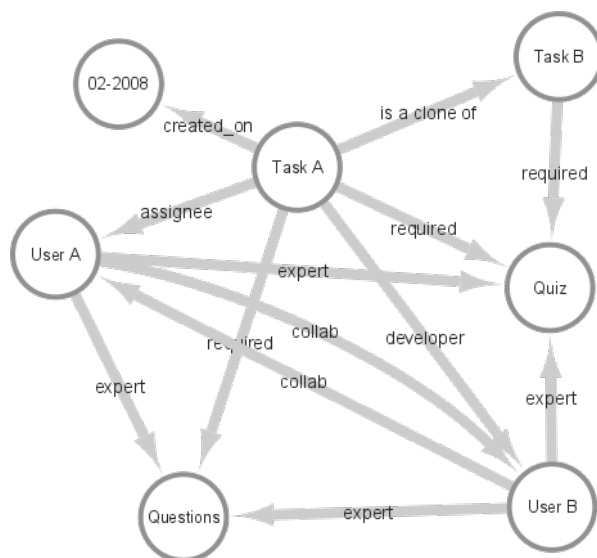 Task B
02-2008
is a clone of
created_on
Task A
required
assignee
required
User A
expert
Quiz
collab
developer
required
collab
expert
expert
User B
Questions
expert